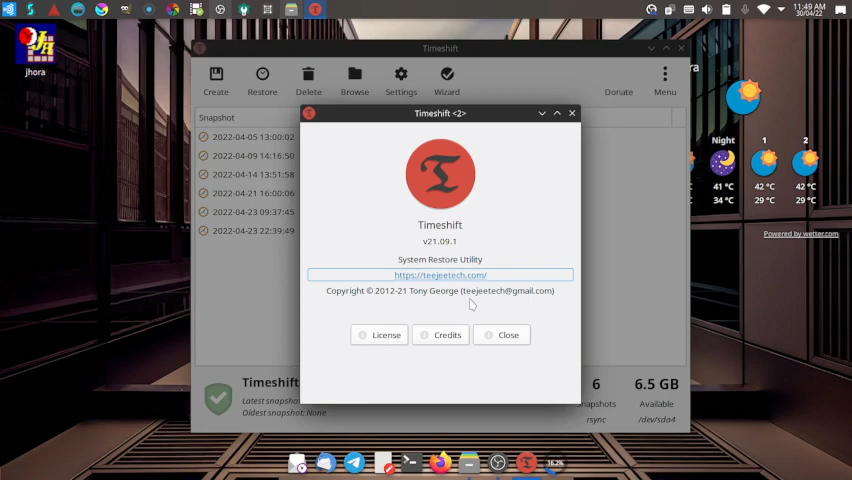 11:49 AM
30/04/22
jhora
Timeshift
Create
Restore
Delete
Browse
Settings
Wizard
Donate
Menu
Snapshot
2022-04-05 13:00:02
2022-04-09 14:16:50
2022-04-14 13:51:58
2022-04-21 16:00:06
2022-04-23 09:37:45
2022-04-23 22:39:49
Timeshift <2>
Timeshift
v21.09.1
System Restore Utility
https://teejeetech.com/
Copyright © 2012-21 Tony George (teejeetech@gmail.com)
License
Credits
Close
Timeshift
Latest snapshot
Oldest snapshot: None
6
6.5 GB
Available
rsync
/dev/sda4
ra
Night
1
2
41 °C
42 °C
42 °C
34 °C
29 °C
29 °C
Powered by wetter.com
16.2%